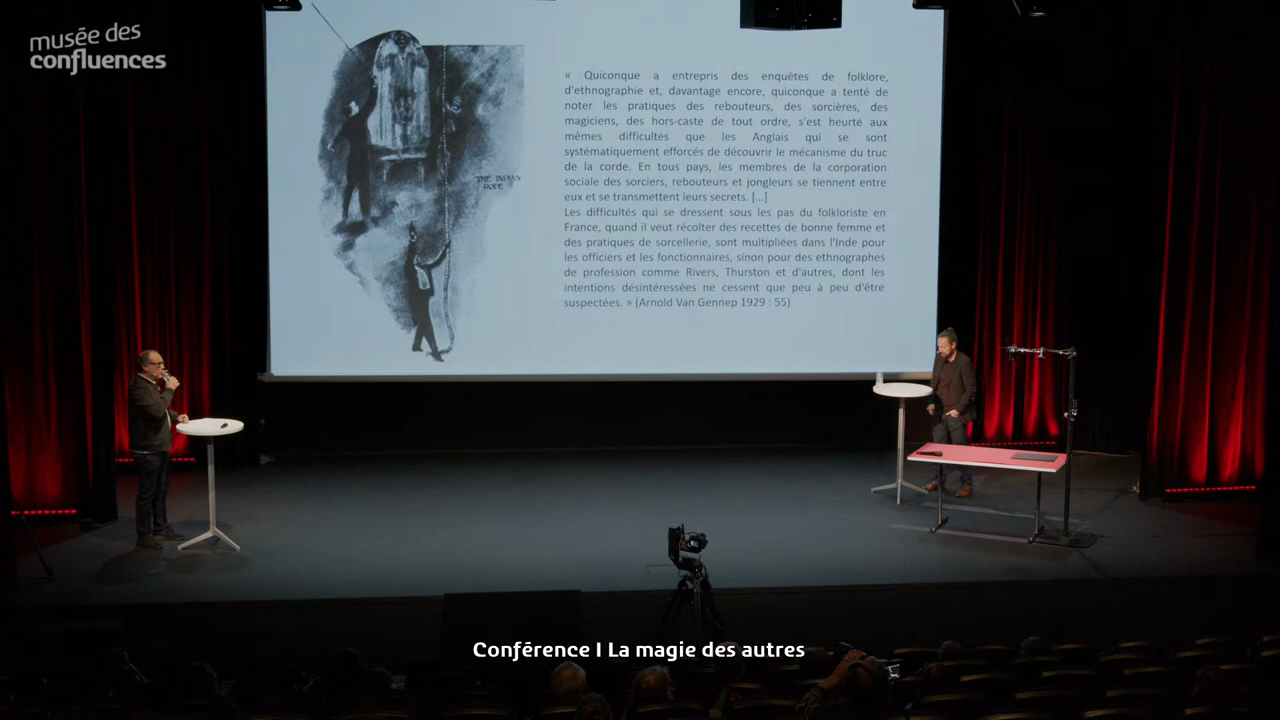 musée des
confluences
THE INDIAN
ROPE
« Quiconque a entrepris des enquêtes de folklore,
d'ethnographie et, davantage encore, quiconque a tenté de
noter les pratiques des rebouteurs, des sorcières, des
magiciens, des hors-caste de tout ordre, s'est heurté aux
mêmes difficultés que les Anglais qui se sont
systématiquement efforcés de découvrir le mécanisme du truc
de la corde. En tous pays, les membres de la corporation
sociale des sorciers, rebouteurs et jongleurs se tiennent entre
eux et se transmettent leurs secrets. […]
Les difficultés qui se dressent sous les pas du folkloriste en
France, quand il veut récolter des recettes de bonne femme et
des pratiques de sorcellerie, sont multipliées dans l'Inde pour
les officiers et les fonctionnaires, sinon pour des ethnographes
de profession comme Rivers, Thurston et d'autres, dont les
intentions désintéressées ne cessent que peu à peu d'être
suspectées. » (Arnold Van Gennep 1929 : 55)
Conférence I La magie des autres